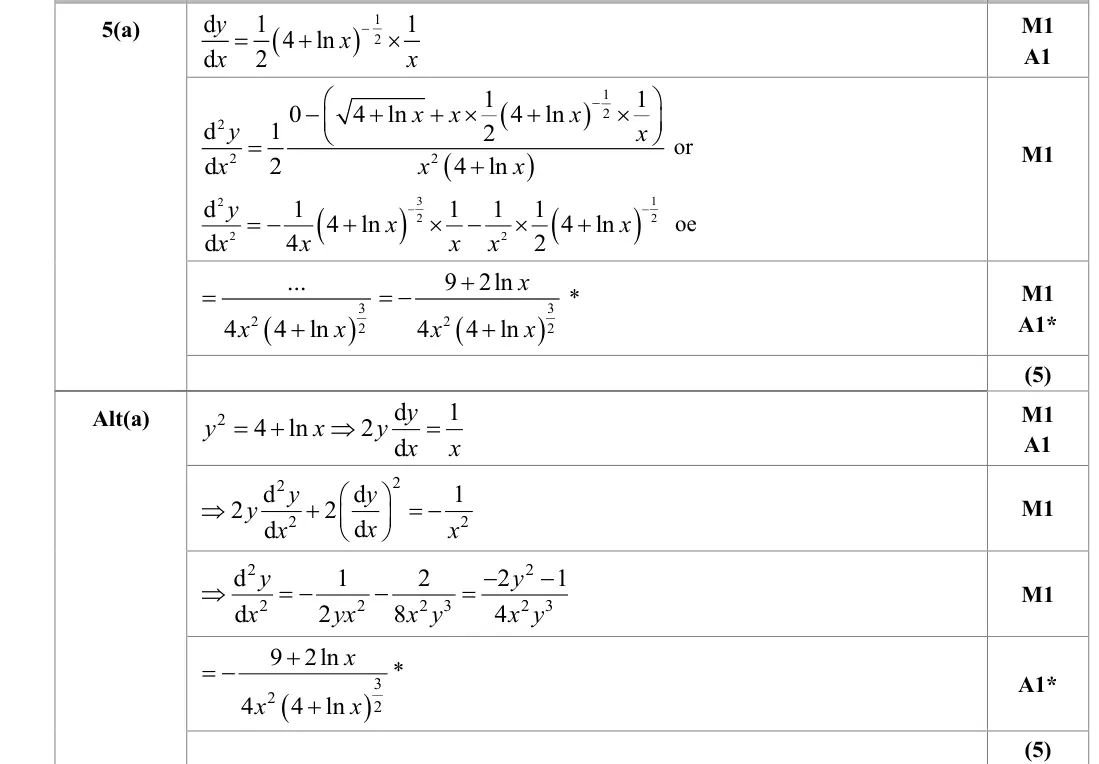 5(a)
dy/dx = 1/2 (4 + ln x)^(-1/2) × 1/x
M1
A1
d²y/dx² = 1/2 (0 − (√(4 + ln x) + x × 1/2 (4 + ln x)^(-1/2) × 1/x)) / (x² (4 + ln x)) or
d²y/dx² = − 1/(4x) (4 + ln x)^(-3/2) × 1/x − 1/x² × 1/2 (4 + ln x)^(-1/2) oe
M1
= ... / (4x² (4 + ln x)^(3/2)) = − (9 + 2 ln x) / (4x² (4 + ln x)^(3/2)) *
M1
A1*
(5)
Alt(a)
y² = 4 + ln x ⇒ 2y dy/dx = 1/x
M1
A1
⇒ 2y d²y/dx² + 2 (dy/dx)² = − 1/x²
M1
⇒ d²y/dx² = − 1/(2yx²) − 2/(8x²y³) = (−2y² − 1)/(4x²y³)
M1
= − (9 + 2 ln x) / (4x² (4 + ln x)^(3/2)) *
A1*
(5)